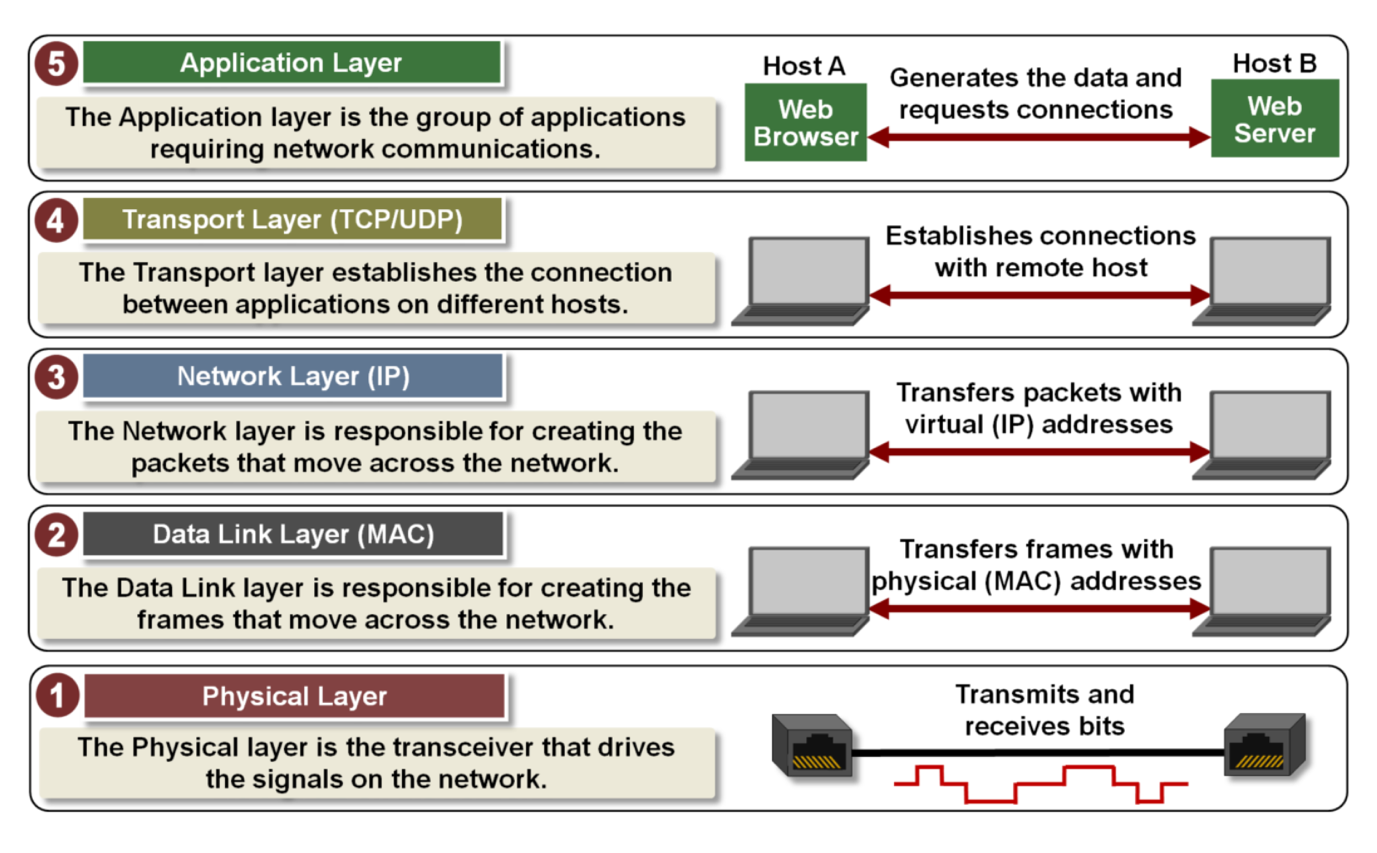 5
Application Layer
The Application layer is the group of applications
requiring network communications.
Host A
Web
Browser
Generates the data and
requests connections
Host B
Web
Server
4
Transport Layer (TCP/UDP)
The Transport layer establishes the connection
between applications on different hosts.
Establishes connections
with remote host
3
Network Layer (IP)
The Network layer is responsible for creating the
packets that move across the network.
Transfers packets with
virtual (IP) addresses
2
Data Link Layer (MAC)
The Data Link layer is responsible for creating the
frames that move across the network.
Transfers frames with
physical (MAC) addresses
1
Physical Layer
The Physical layer is the transceiver that drives
the signals on the network.
Transmits and
receives bits